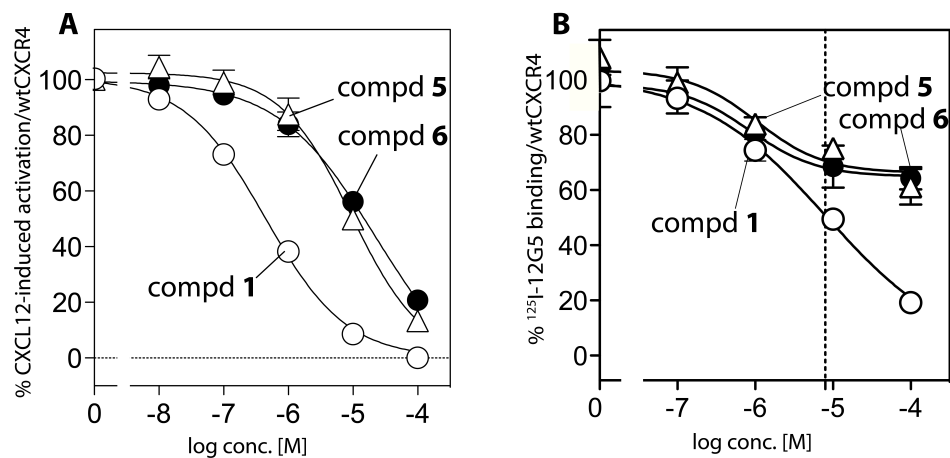 A
% CXCL12-induced activation/wtCXCR4
100
80
60
40
20
0
compd 5
compd 6
compd 1
0 -8 -7 -6 -5 -4
log conc. [M]
B
% ¹²⁵I-12G5 binding/wtCXCR4
100
80
60
40
20
0
compd 5
compd 6
compd 1
0 -7 -6 -5 -4
log conc. [M]